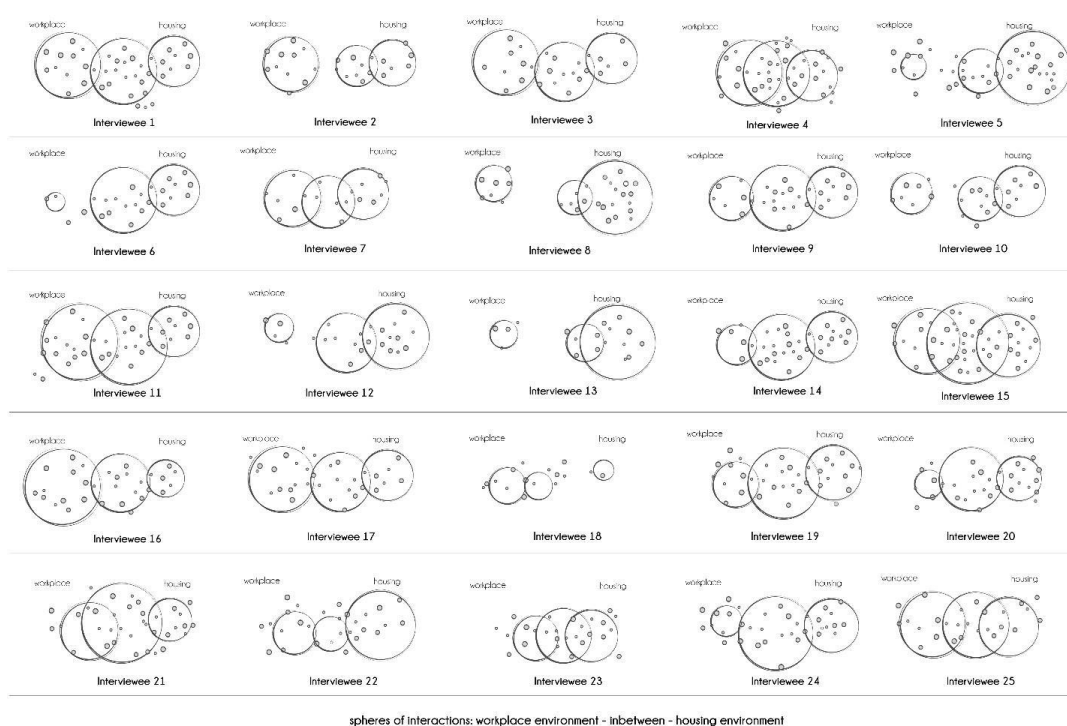 workplace housing workplace housing workplace housing workplace housing workplace housing
Interviewee 1 Interviewee 2 Interviewee 3 Interviewee 4 Interviewee 5
workplace housing workplace housing workplace housing workplace housing workplace housing
Interviewee 6 Interviewee 7 Interviewee 8 Interviewee 9 Interviewee 10
workplace housing workplace housing workplace housing workplace housing workplace housing
Interviewee 11 Interviewee 12 Interviewee 13 Interviewee 14 Interviewee 15
workplace housing workplace housing workplace housing workplace housing workplace housing
Interviewee 16 Interviewee 17 Interviewee 18 Interviewee 19 Interviewee 20
workplace housing workplace housing workplace housing workplace housing workplace housing
Interviewee 21 Interviewee 22 Interviewee 23 Interviewee 24 Interviewee 25
spheres of interactions: workplace environment - inbetween - housing environment